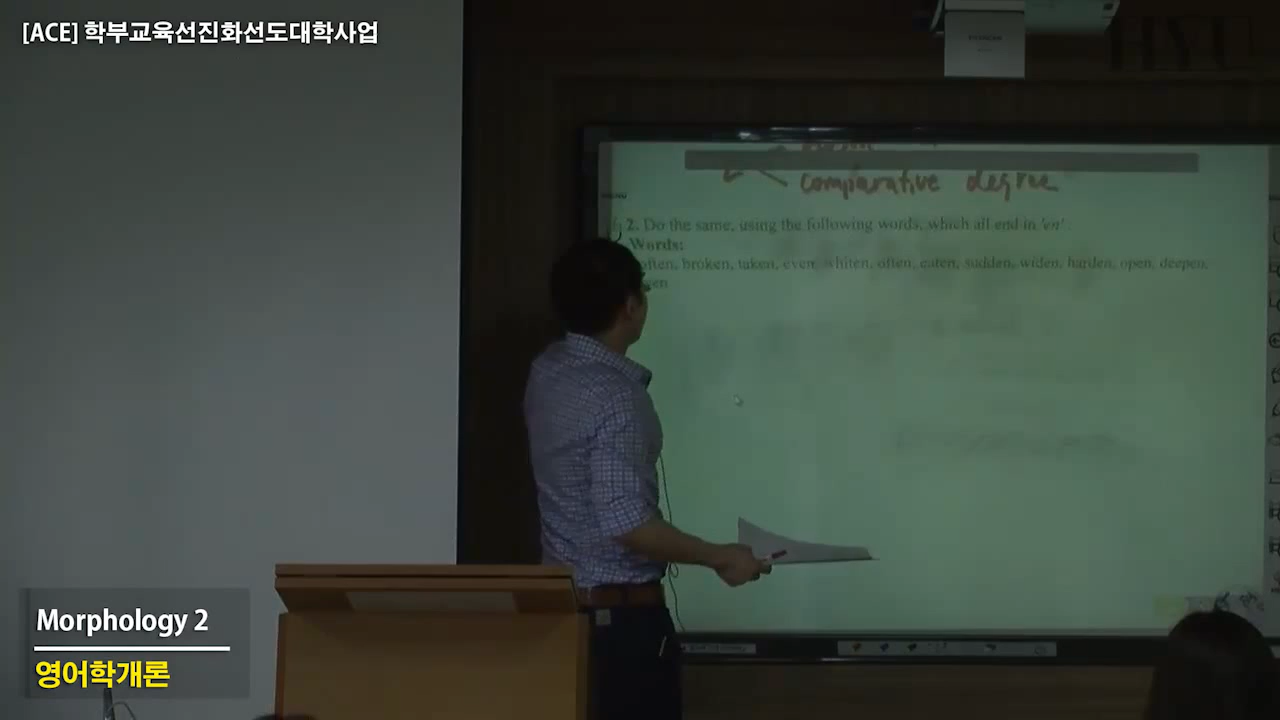 [ACE] 학부교육선진화선도대학사업
HYU
comparative degree
2. Do the same, using the following words, which all end in 'en'.
Words:
often, broken, taken, even, whiten, often, eaten, sudden, widen, harden, open, deepen,
en
Morphology 2
영어학개론